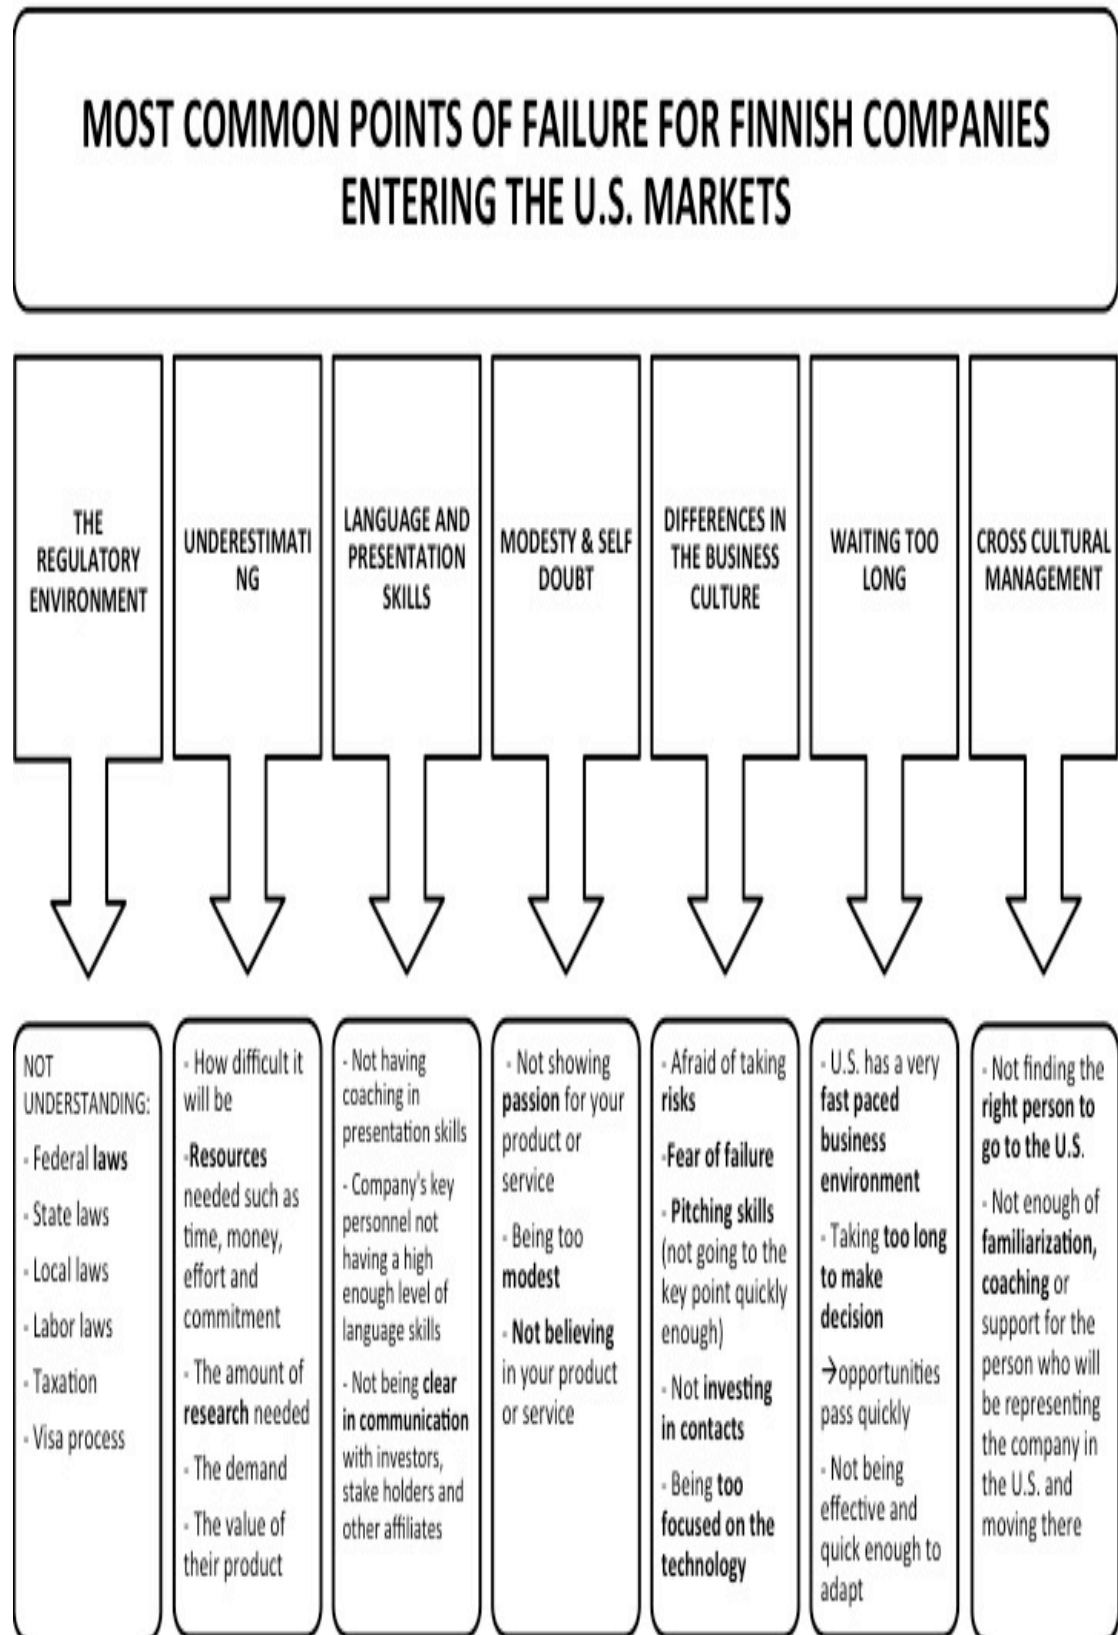 MOST COMMON POINTS OF FAILURE FOR FINNISH COMPANIES
ENTERING THE U.S. MARKETS
THE
REGULATORY
ENVIRONMENT
UNDERESTIMATI
NG
LANGUAGE AND
PRESENTATION
SKILLS
MODESTY & SELF
DOUBT
DIFFERENCES IN
THE BUSINESS
CULTURE
WAITING TOO
LONG
CROSS CULTURAL
MANAGEMENT
NOT
UNDERSTANDING:
- Federal laws
- State laws
- Local laws
- Labor laws
- Taxation
- Visa process
- How difficult it
will be
-Resources
needed such as
time, money,
effort and
commitment
- The amount of
research needed
- The demand
- The value of
their product
- Not having
coaching in
presentation skills
- Company's key
personnel not
having a high
enough level of
language skills
- Not being clear
in communication
with investors,
stake holders and
other affiliates
- Not showing
passion for your
product or
service
- Being too
modest
- Not believing
in your product
or service
- Afraid of taking
risks
-Fear of failure
- Pitching skills
(not going to the
key point quickly
enough)
- Not investing
in contacts
- Being too
focused on the
technology
- U.S. has a very
fast paced
business
environment
- Taking too long
to make
decision
→opportunities
pass quickly
- Not being
effective and
quick enough to
adapt
- Not finding the
right person to
go to the U.S.
- Not enough of
familiarization,
coaching or
support for the
person who will
be representing
the company in
the U.S. and
moving there